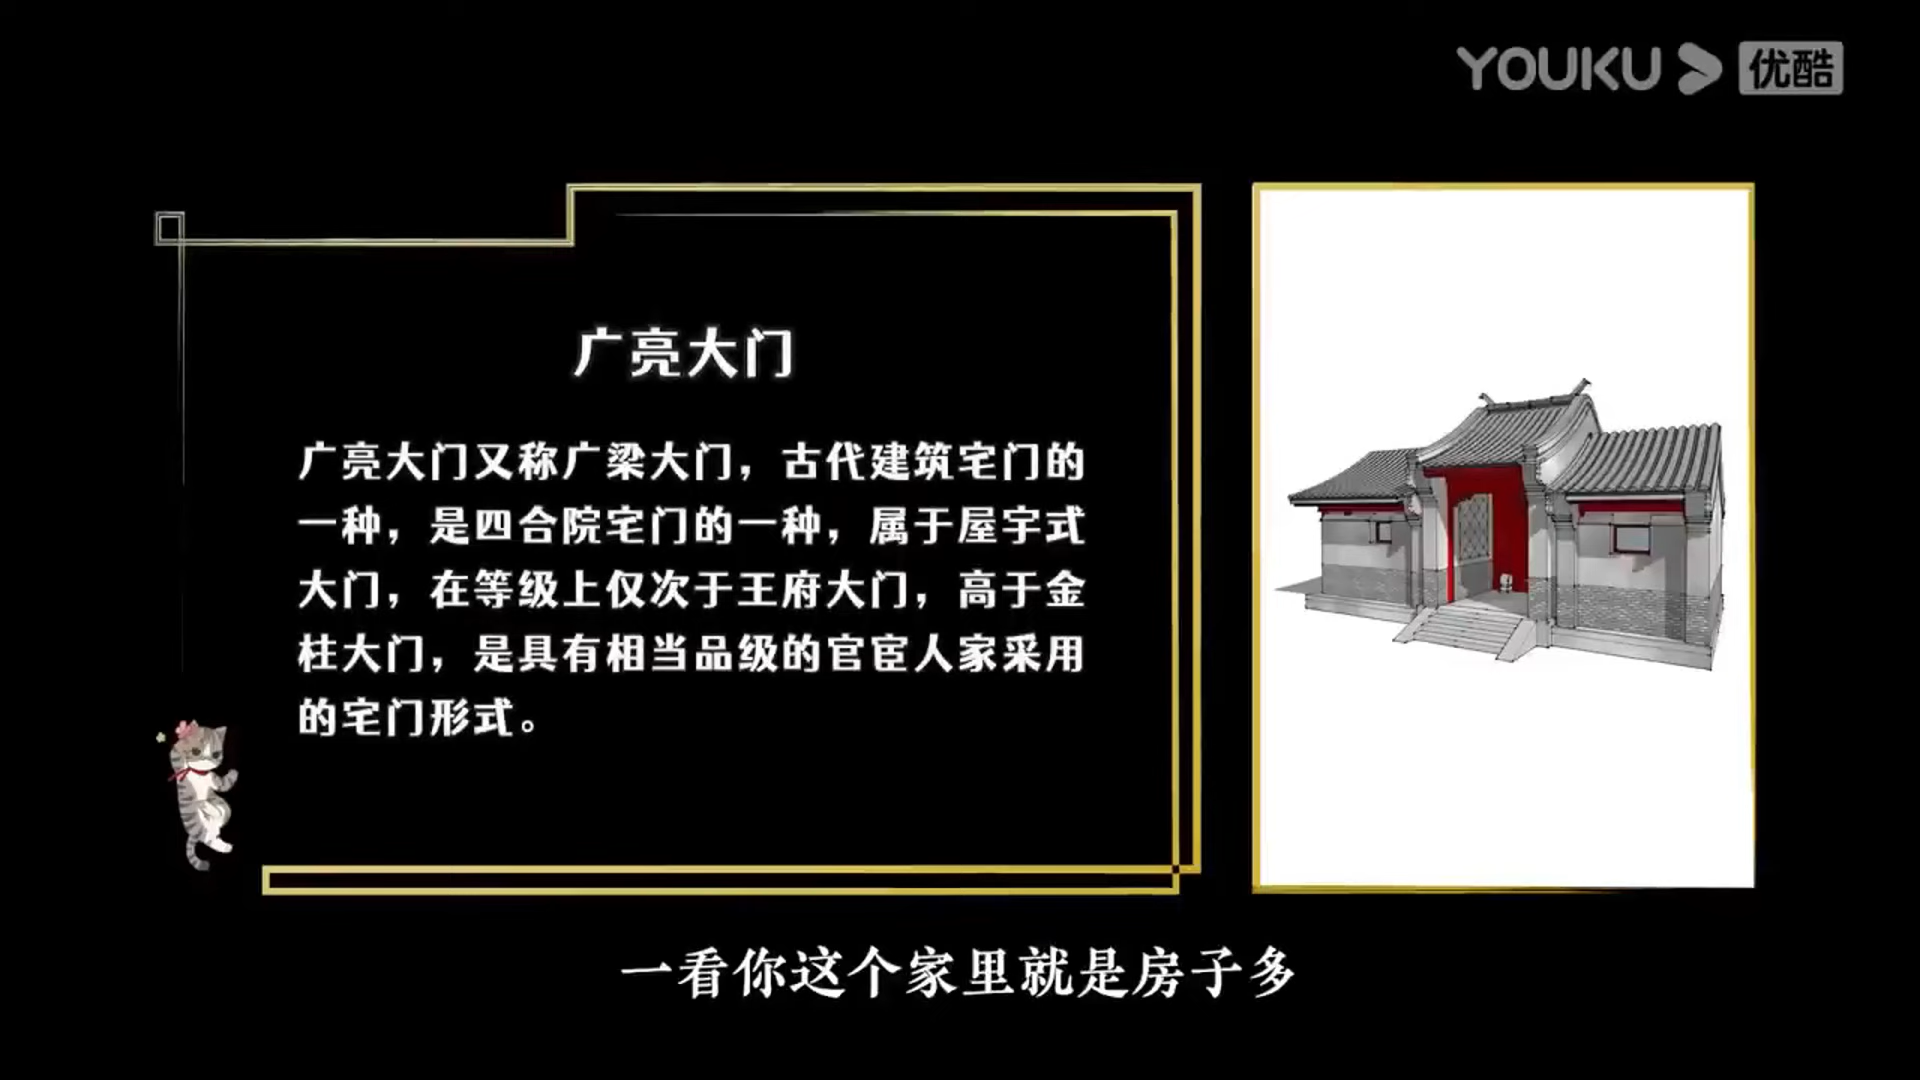 YOUKU 优酷
广亮大门
广亮大门又称广梁大门，古代建筑宅门的
一种，是四合院宅门的一种，属于屋宇式
大门，在等级上仅次于王府大门，高于金
柱大门，是具有相当品级的官宦人家采用
的宅门形式。
一看你这个家里就是房子多